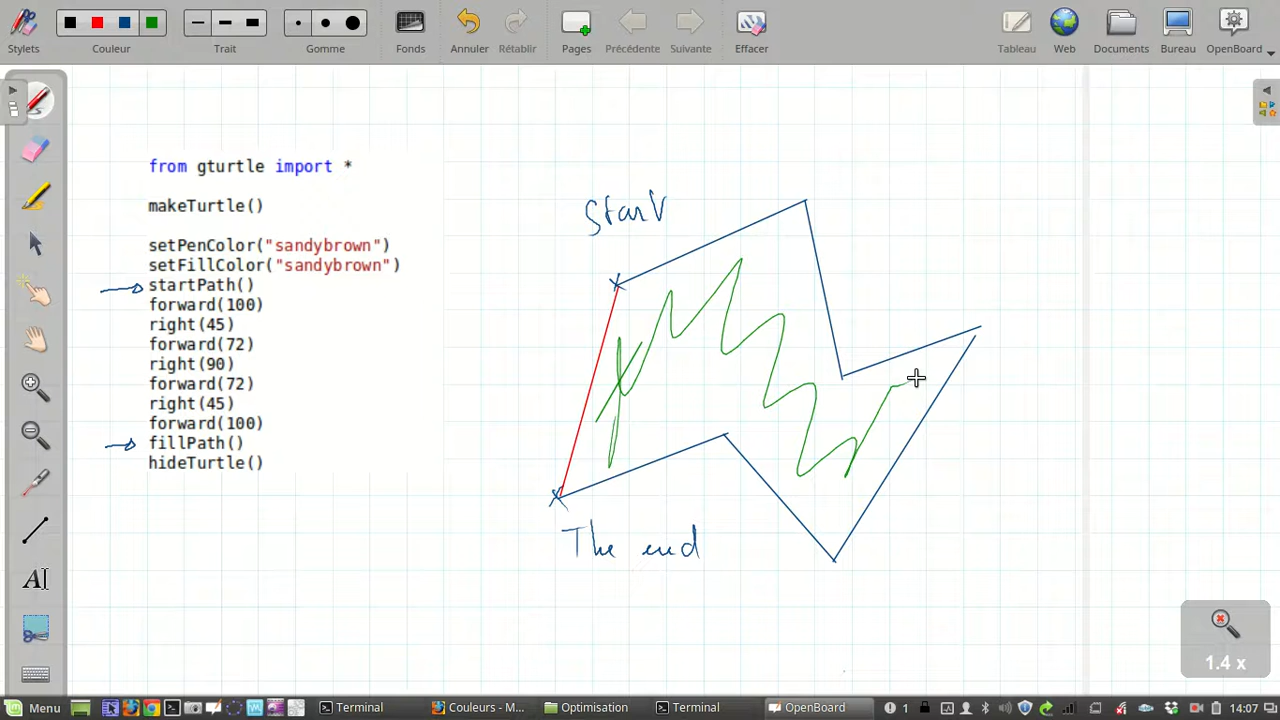 Stylets Couleur Trait Gomme Fonds Annuler Rétablir Pages Précédente Suivante Effacer Tableau Web Documents Bureau OpenBoard
from gturtle import *
makeTurtle()
setPenColor("sandybrown")
setFillColor("sandybrown")
startPath()
forward(100)
right(45)
forward(72)
right(90)
forward(72)
right(45)
forward(100)
fillPath()
hideTurtle()
Start
The end
AI
1.4 x
Menu Terminal Couleurs - M... Optimisation Terminal OpenBoard 1 14:07